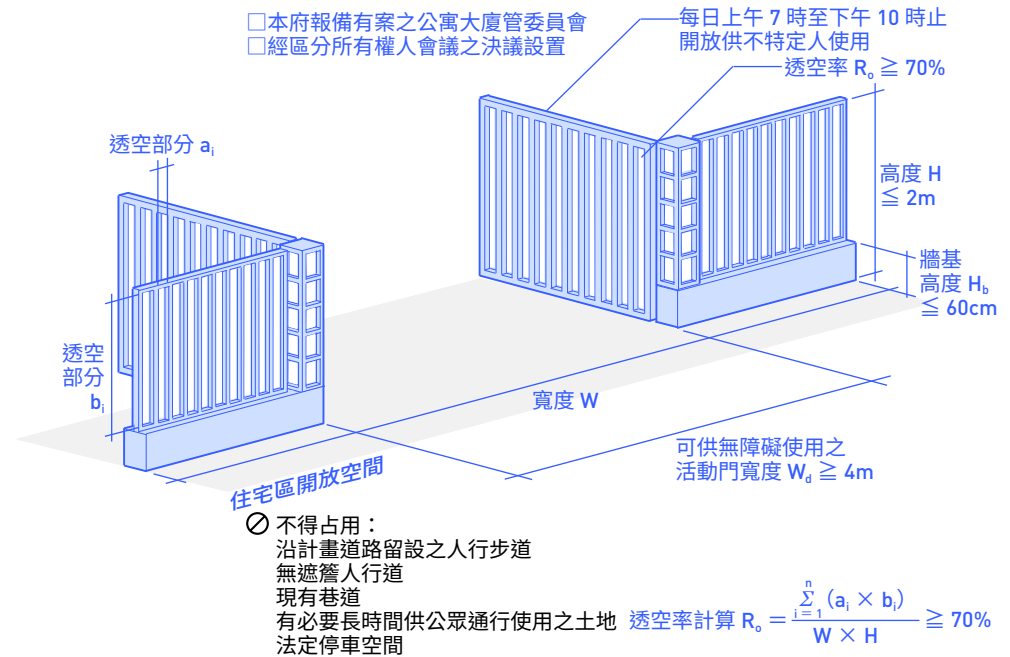 □本府報備有案之公寓大廈管委員會
□經區分所有權人會議之決議設置
每日上午 7 時至下午 10 時止
開放供不特定人使用
透空率 Rₒ ≧ 70%
透空部分 aᵢ
高度 H
≦ 2m
牆基
高度 H_b
≦ 60cm
透空
部分
bᵢ
寬度 W
可供無障礙使用之
活動門寬度 W_d ≧ 4m
住宅區開放空間
不得占用：
沿計畫道路留設之人行步道
無遮簷人行道
現有巷道
有必要長時間供公眾通行使用之土地
法定停車空間
透空率計算 Rₒ = n Σ i = 1 (aᵢ × bᵢ) / W × H ≧ 70%